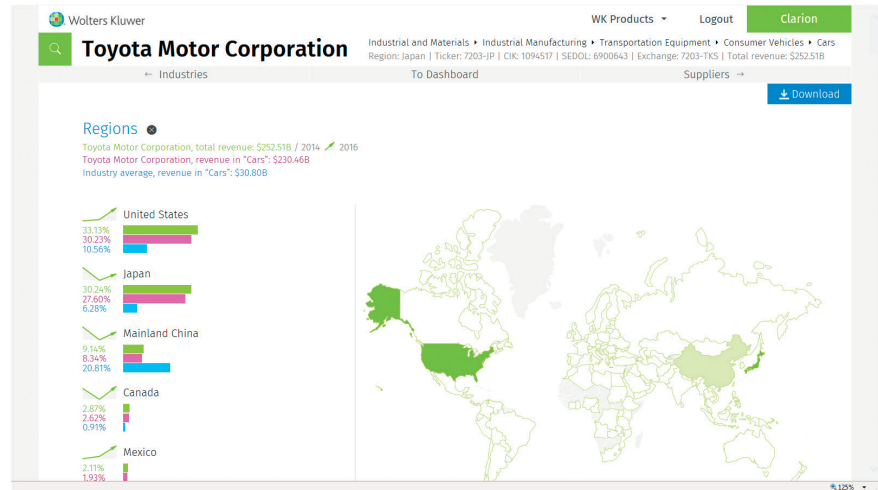 Wolters Kluwer
WK Products
Logout
Clarion
Toyota Motor Corporation
Industrial and Materials ‣ Industrial Manufacturing ‣ Transportation Equipment ‣ Consumer Vehicles ‣ Cars
Region: Japan | Ticker: 7203-JP | CIK: 1094517 | SEDOL: 6900643 | Exchange: 7203-TKS | Total revenue: $252.51B
← Industries
To Dashboard
Suppliers →
Download
Regions
Toyota Motor Corporation, total revenue: $252.51B / 2014 2016
Toyota Motor Corporation, revenue in "Cars": $230.46B
Industry average, revenue in "Cars": $30.80B
United States
33.13%
30.23%
10.56%
Japan
30.24%
27.60%
6.28%
Mainland China
9.14%
8.34%
20.81%
Canada
2.87%
2.62%
0.91%
Mexico
2.11%
1.93%
125%